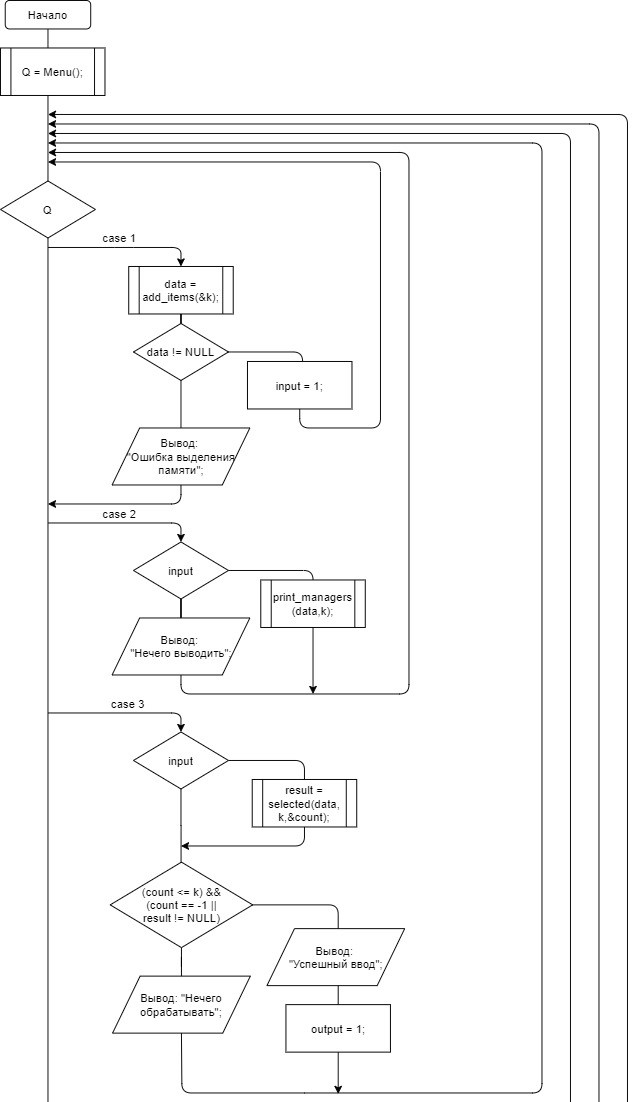 Начало
Q = Menu();
Q
case 1
data =
add_items(&k);
data != NULL
input = 1;
Вывод:
"Ошибка выделения
памяти";
case 2
input
print_managers
(data,k);
Вывод:
"Нечего выводить";
case 3
input
result =
selected(data,
k,&count);
(count <= k) &&
(count == -1 ||
result != NULL)
Вывод:
"Успешный ввод";
Вывод: "Нечего
обрабатывать";
output = 1;